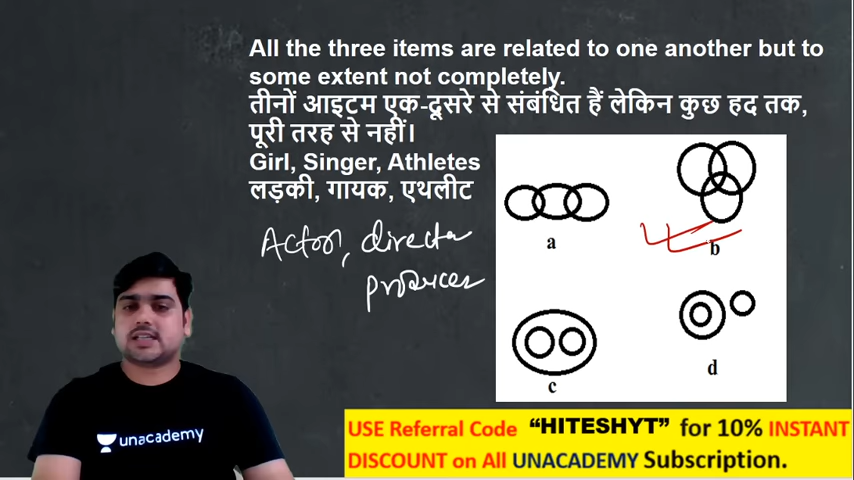 All the three items are related to one another but to
some extent not completely.
तीनों आइटम एक-दूसरे से संबंधित हैं लेकिन कुछ हद तक,
पूरी तरह से नहीं।
Girl, Singer, Athletes
लड़की, गायक, एथलीट
Actor, director
producer
a
b
c
d
unacademy
USE Referral Code “HITESHYT” for 10% INSTANT
DISCOUNT on All UNACADEMY Subscription.